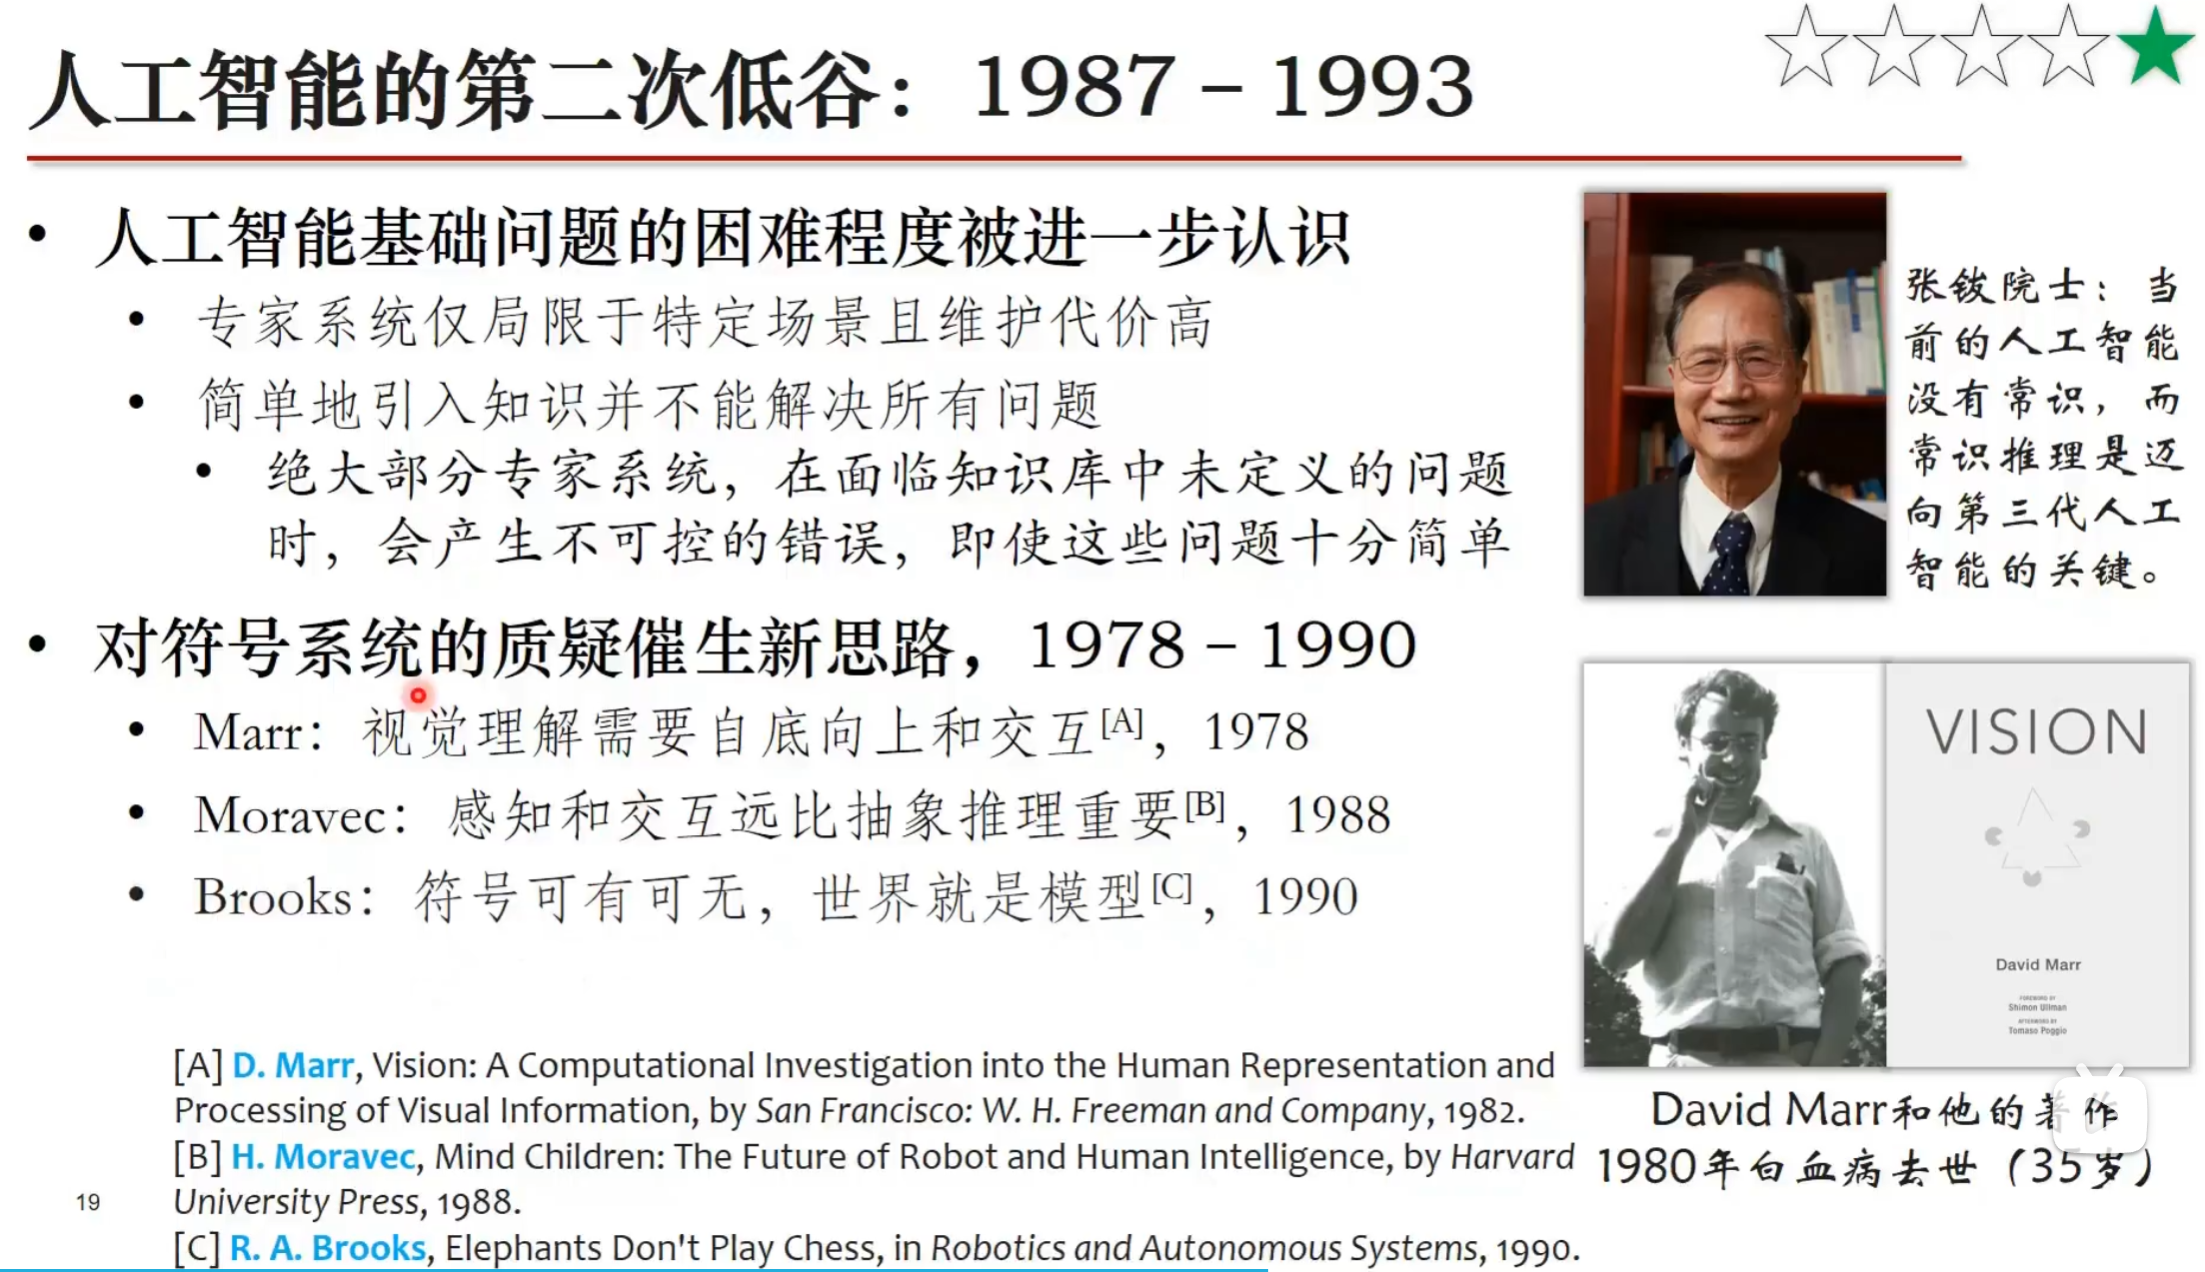 人工智能的第二次低谷：1987 – 1993
• 人工智能基础问题的困难程度被进一步认识
• 专家系统仅局限于特定场景且维护代价高
• 简单地引入知识并不能解决所有问题
• 绝大部分专家系统，在面临知识库中未定义的问题
时，会产生不可控的错误，即使这些问题十分简单
• 对符号系统的质疑催生新思路，1978 – 1990
• Marr：视觉理解需要自底向上和交互[A]，1978
• Moravec：感知和交互远比抽象推理重要[B]，1988
• Brooks：符号可有可无，世界就是模型[C]，1990
[A] D. Marr, Vision: A Computational Investigation into the Human Representation and
Processing of Visual Information, by San Francisco: W. H. Freeman and Company, 1982.
[B] H. Moravec, Mind Children: The Future of Robot and Human Intelligence, by Harvard
University Press, 1988.
[C] R. A. Brooks, Elephants Don't Play Chess, in Robotics and Autonomous Systems, 1990.
19
张钹院士：当
前的人工智能
没有常识，而
常识推理是迈
向第三代人工
智能的关键。
VISION
David Marr
FOREWORD BY
Shimon Ullman
AFTERWORD BY
Tomaso Poggio
David Marr和他的著作
1980年白血病去世（35岁）